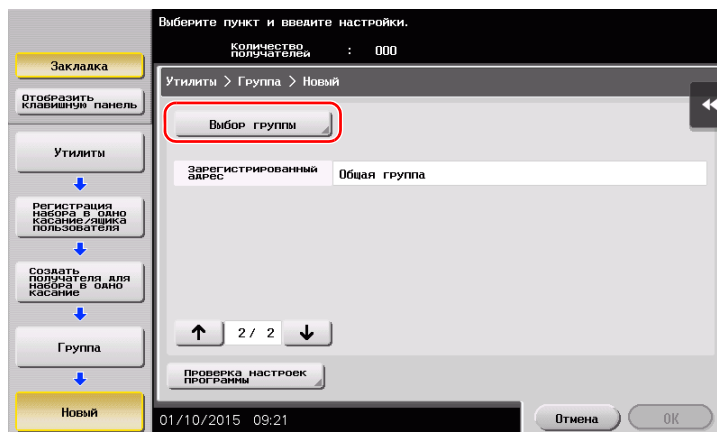 Выберите пункт и введите настройки.
Количество
получателей : 000
Закладка
Отобразить
клавишную панель
Утилиты
Регистрация
набора в одно
касание/ящика
пользователя
Создать
получателя для
набора в одно
касание
Группа
Новый
Утилиты > Группа > Новый
Выбор группы
Зарегистрированный
адрес
Общая группа
↑ 2/ 2 ↓
Проверка настроек
программы
01/10/2015 09:21
Отмена
OK